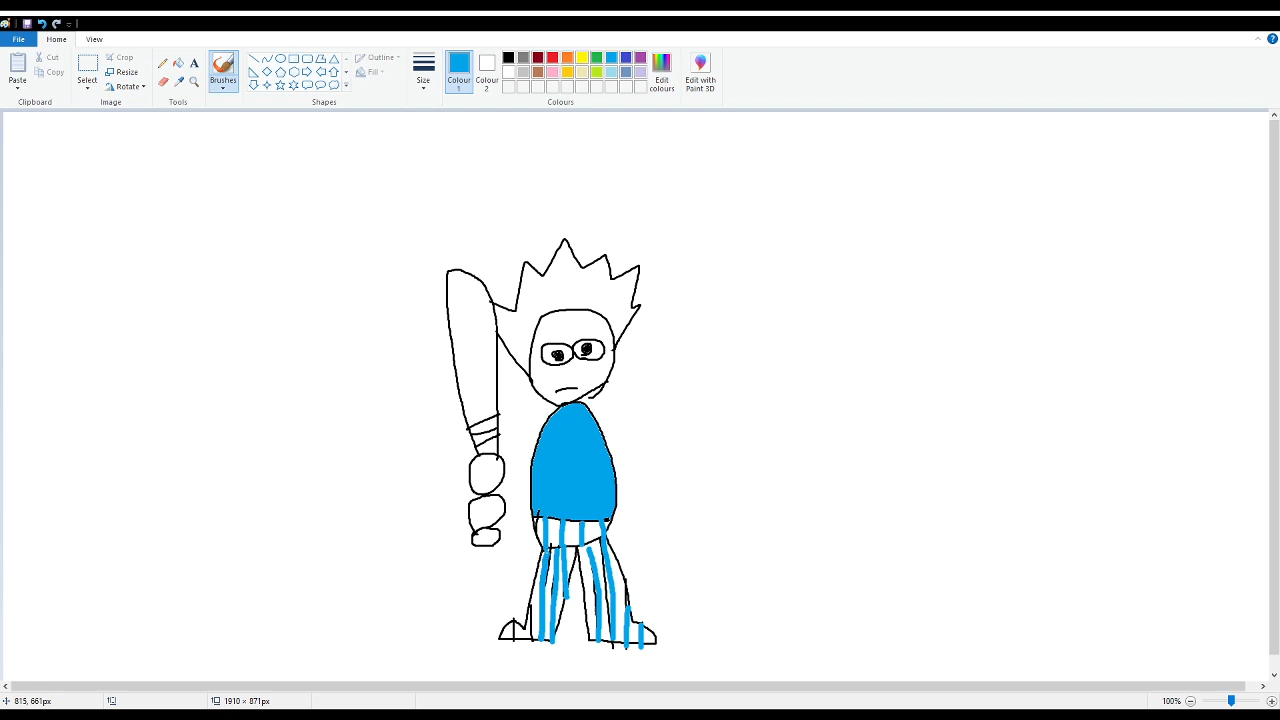 File Home View
Cut Crop Outline
Copy Resize Fill
Paste Select Rotate Brushes Size Colour 1 Colour 2 Edit colours Edit with Paint 3D
Clipboard Image Tools Shapes Colours
A
815, 661px 1910 × 871px 100%